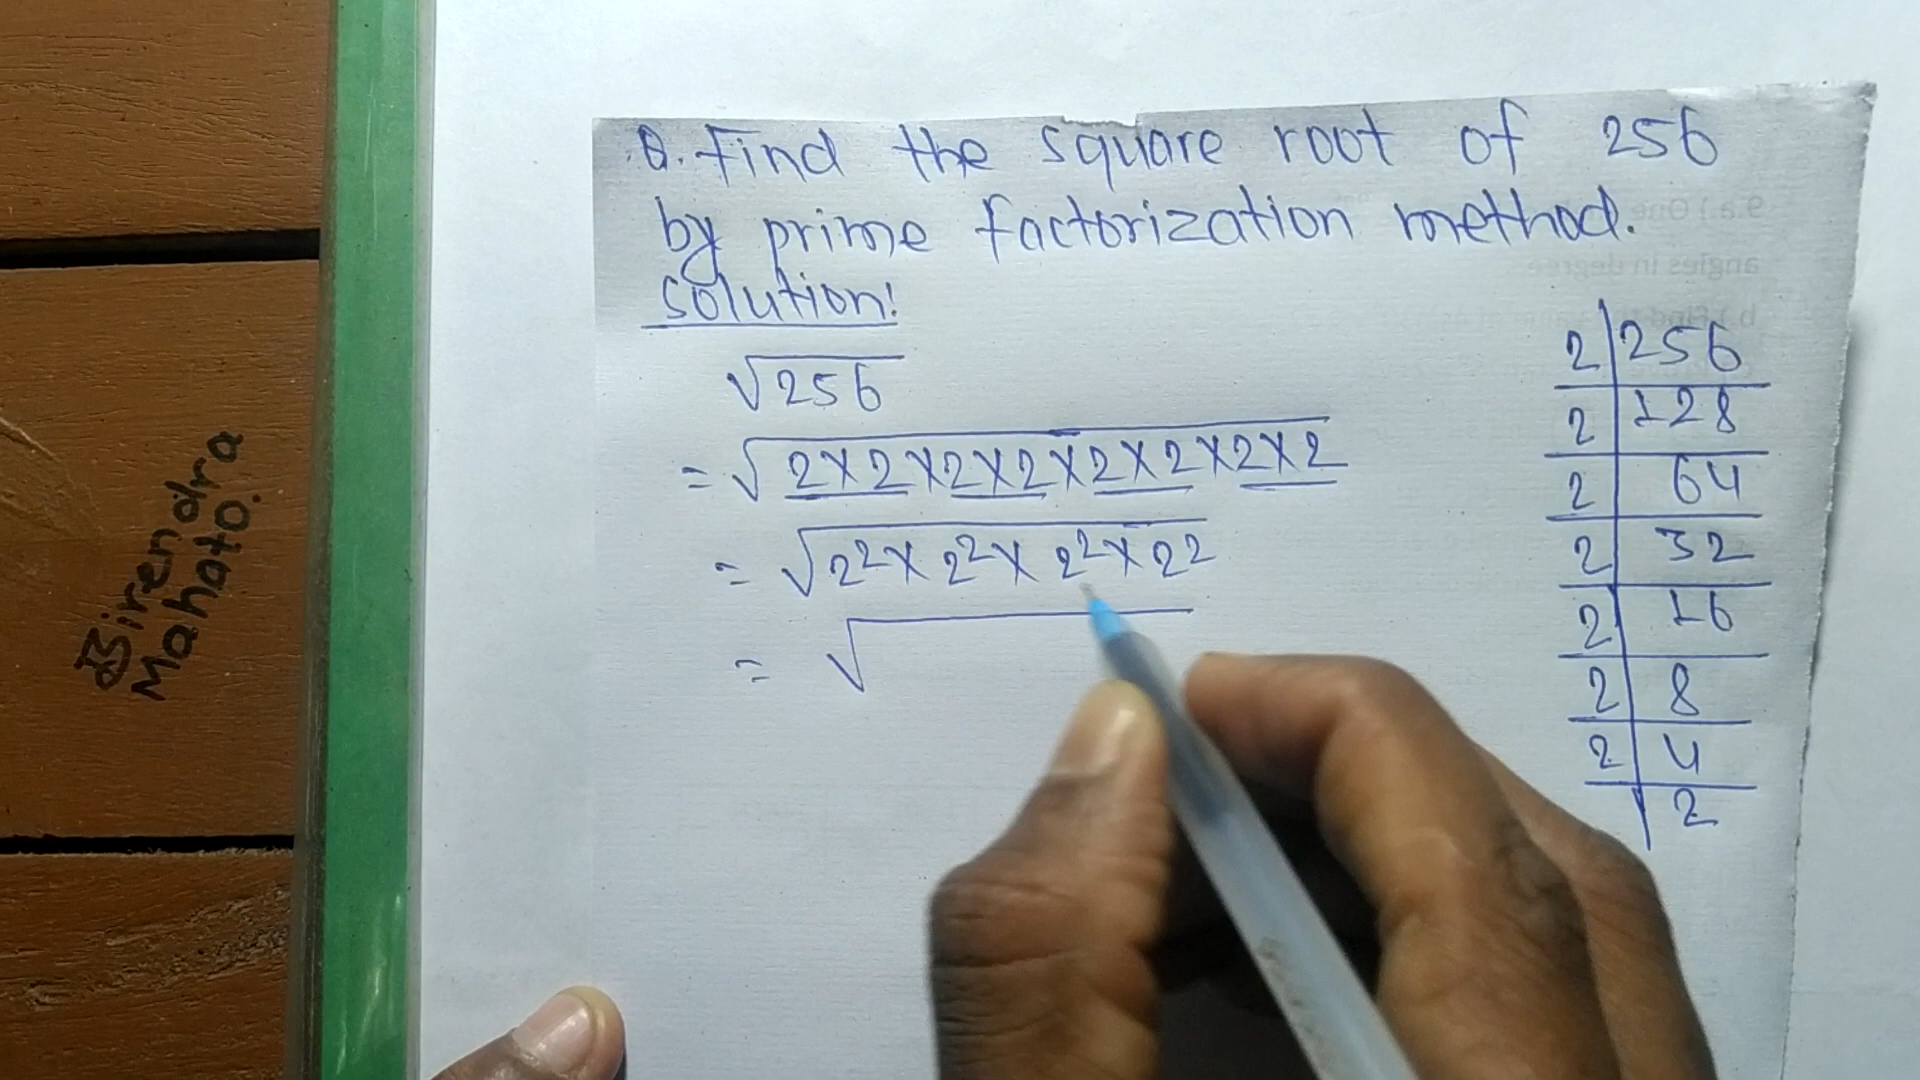 Q. Find the square root of 256
by prime factorization method.
Solution:
√256
= √2×2×2×2×2×2×2×2
= √2²×2²×2²×2²
= √
2|256
2|128
2|64
2|32
2|16
2|8
2|4
|2
Birendra
Mahato.